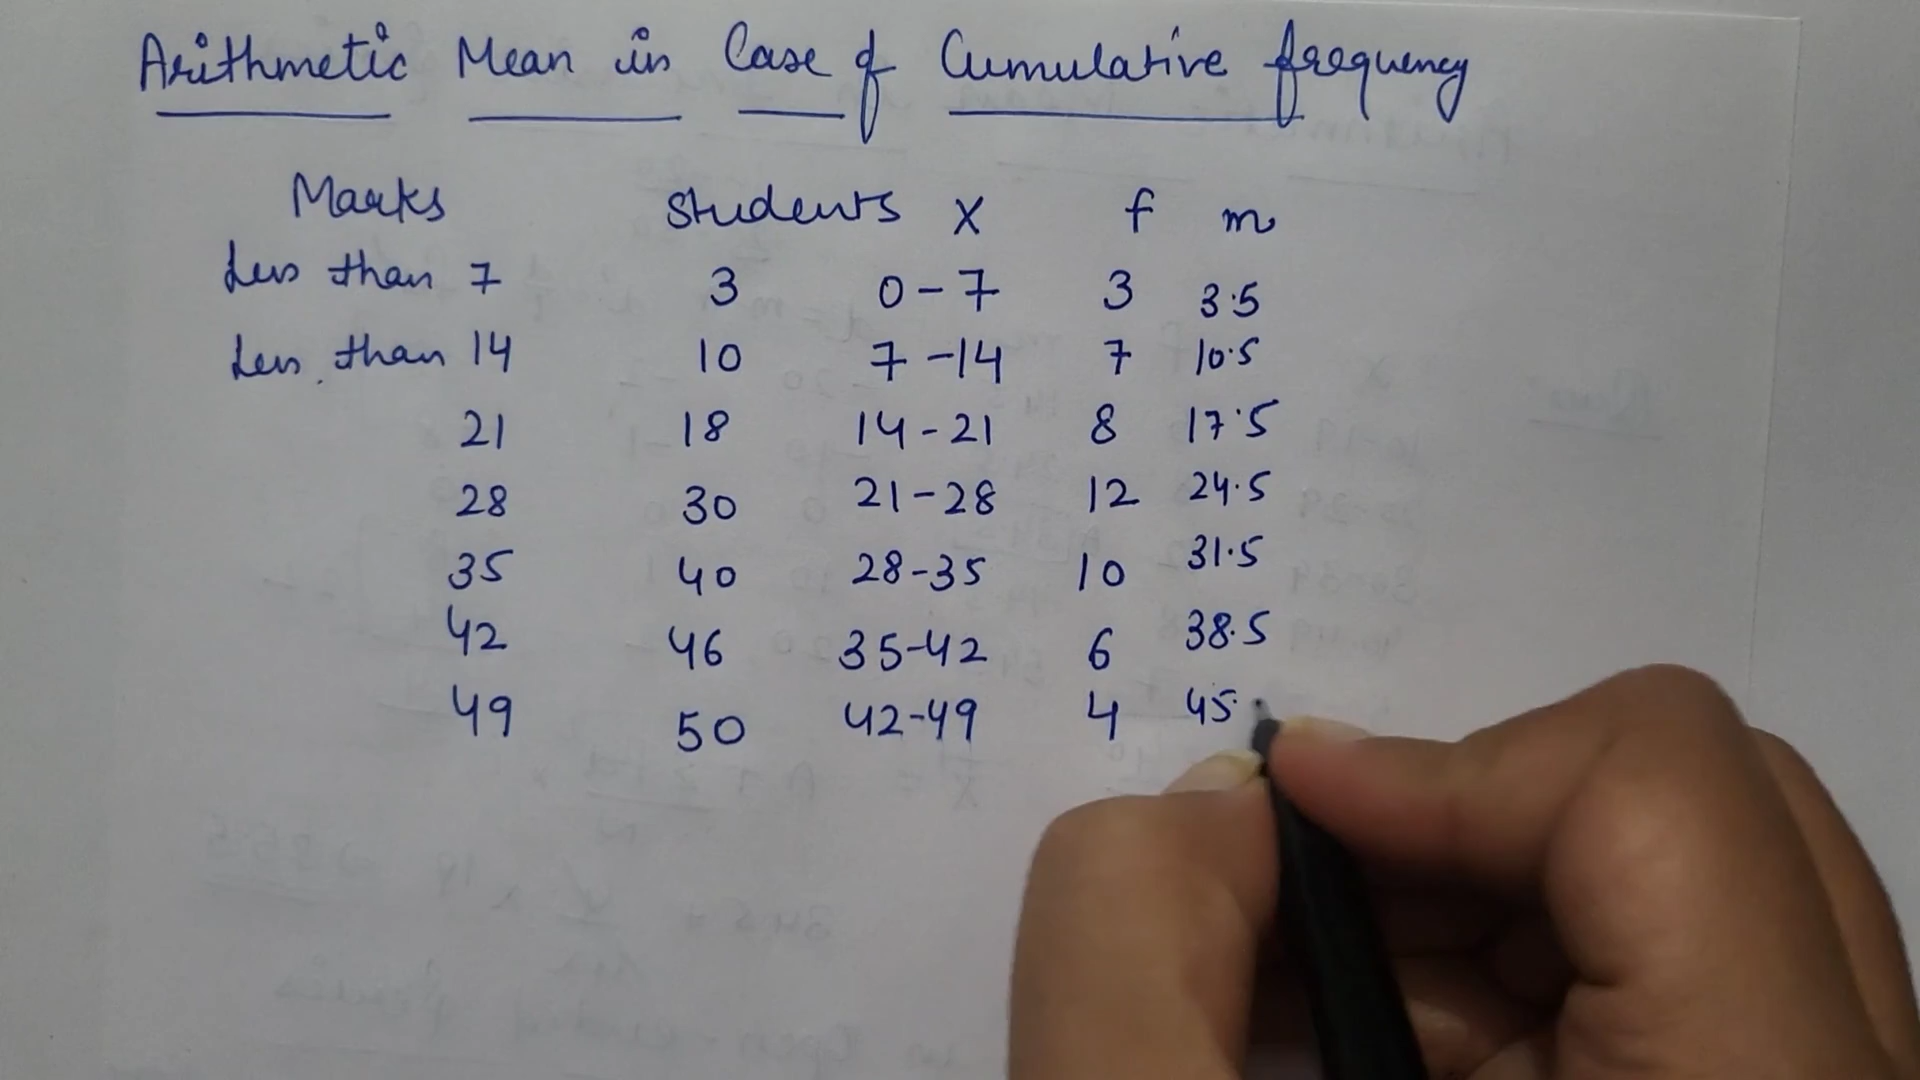 Arithmetic Mean in Case of Cumulative frequency
Marks students X f m
Less than 7 3 0-7 3 3.5
Less than 14 10 7-14 7 10.5
21 18 14-21 8 17.5
28 30 21-28 12 24.5
35 40 28-35 10 31.5
42 46 35-42 6 38.5
49 50 42-49 4 45.